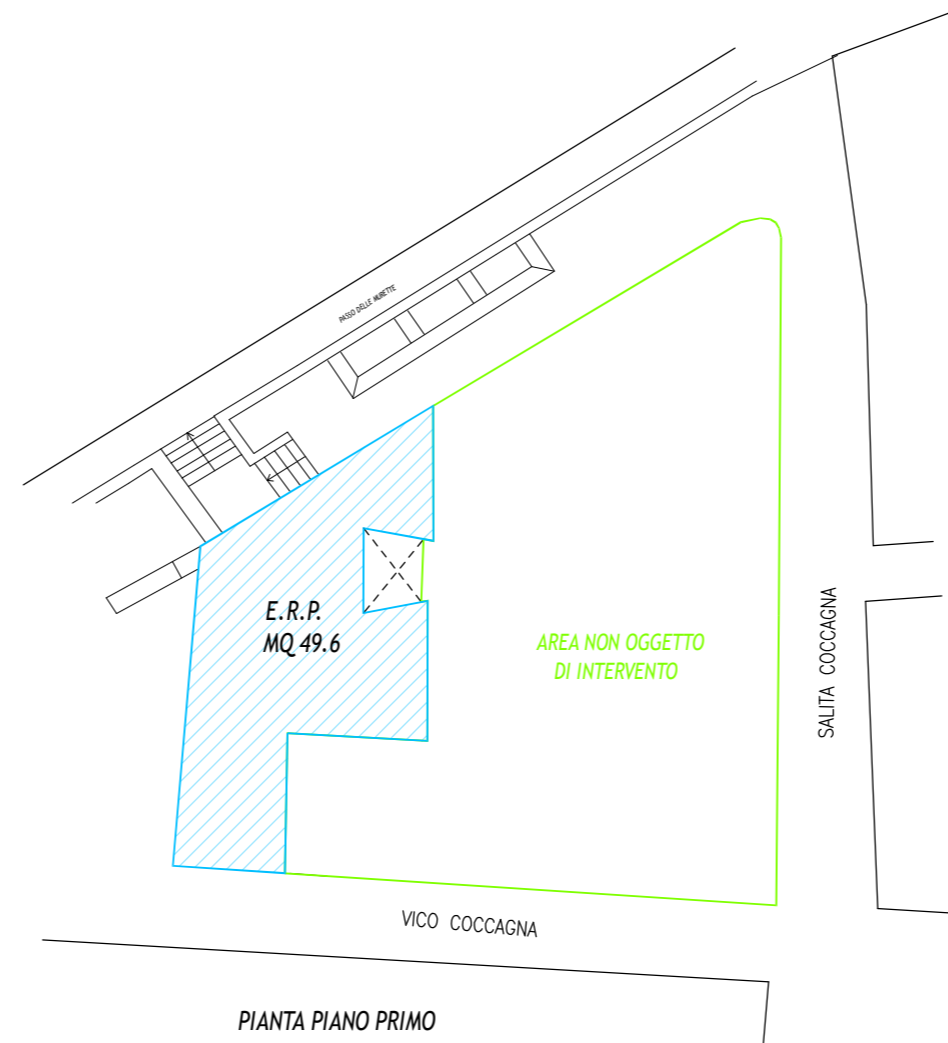 PASSO DELLE MURETTE
E.R.P.
MQ 49.6
AREA NON OGGETTO
DI INTERVENTO
SALITA COCCAGNA
VICO COCCAGNA
PIANTA PIANO PRIMO